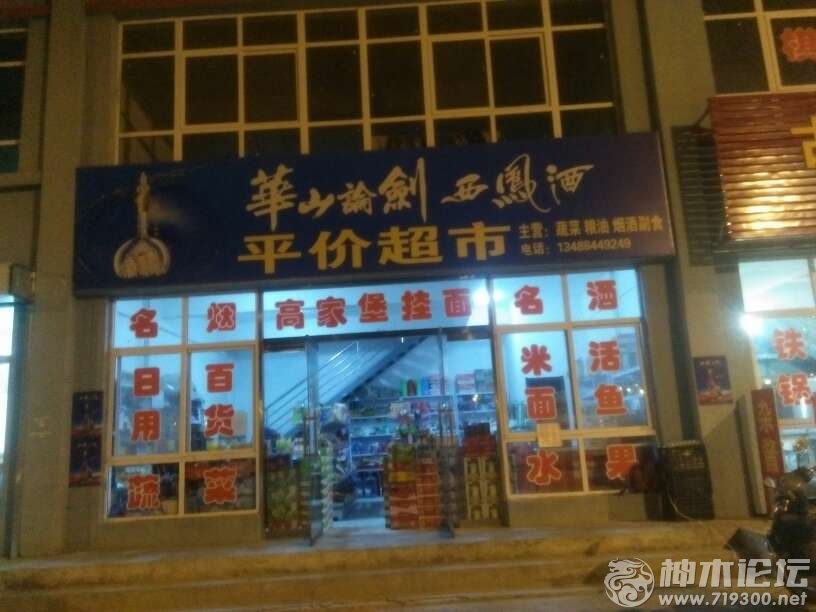 華山論劍 西鳳酒
平价超市
主营：蔬菜 粮油 烟酒副食
电话：13488449249
高家堡挂面
名烟
日用百货
蔬菜
名酒
米面
活鱼
水果
铁锅
神木论坛
www.719300.net